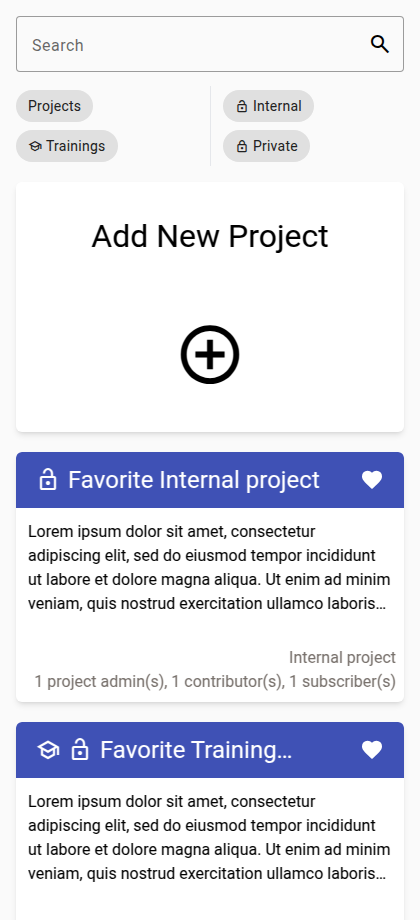 Search
Projects
Internal
Trainings
Private
Add New Project
Favorite Internal project
Lorem ipsum dolor sit amet, consectetur
adipiscing elit, sed do eiusmod tempor incididunt
ut labore et dolore magna aliqua. Ut enim ad minim
veniam, quis nostrud exercitation ullamco laboris…
Internal project
1 project admin(s), 1 contributor(s), 1 subscriber(s)
Favorite Training…
Lorem ipsum dolor sit amet, consectetur
adipiscing elit, sed do eiusmod tempor incididunt
ut labore et dolore magna aliqua. Ut enim ad minim
veniam, quis nostrud exercitation ullamco laboris…